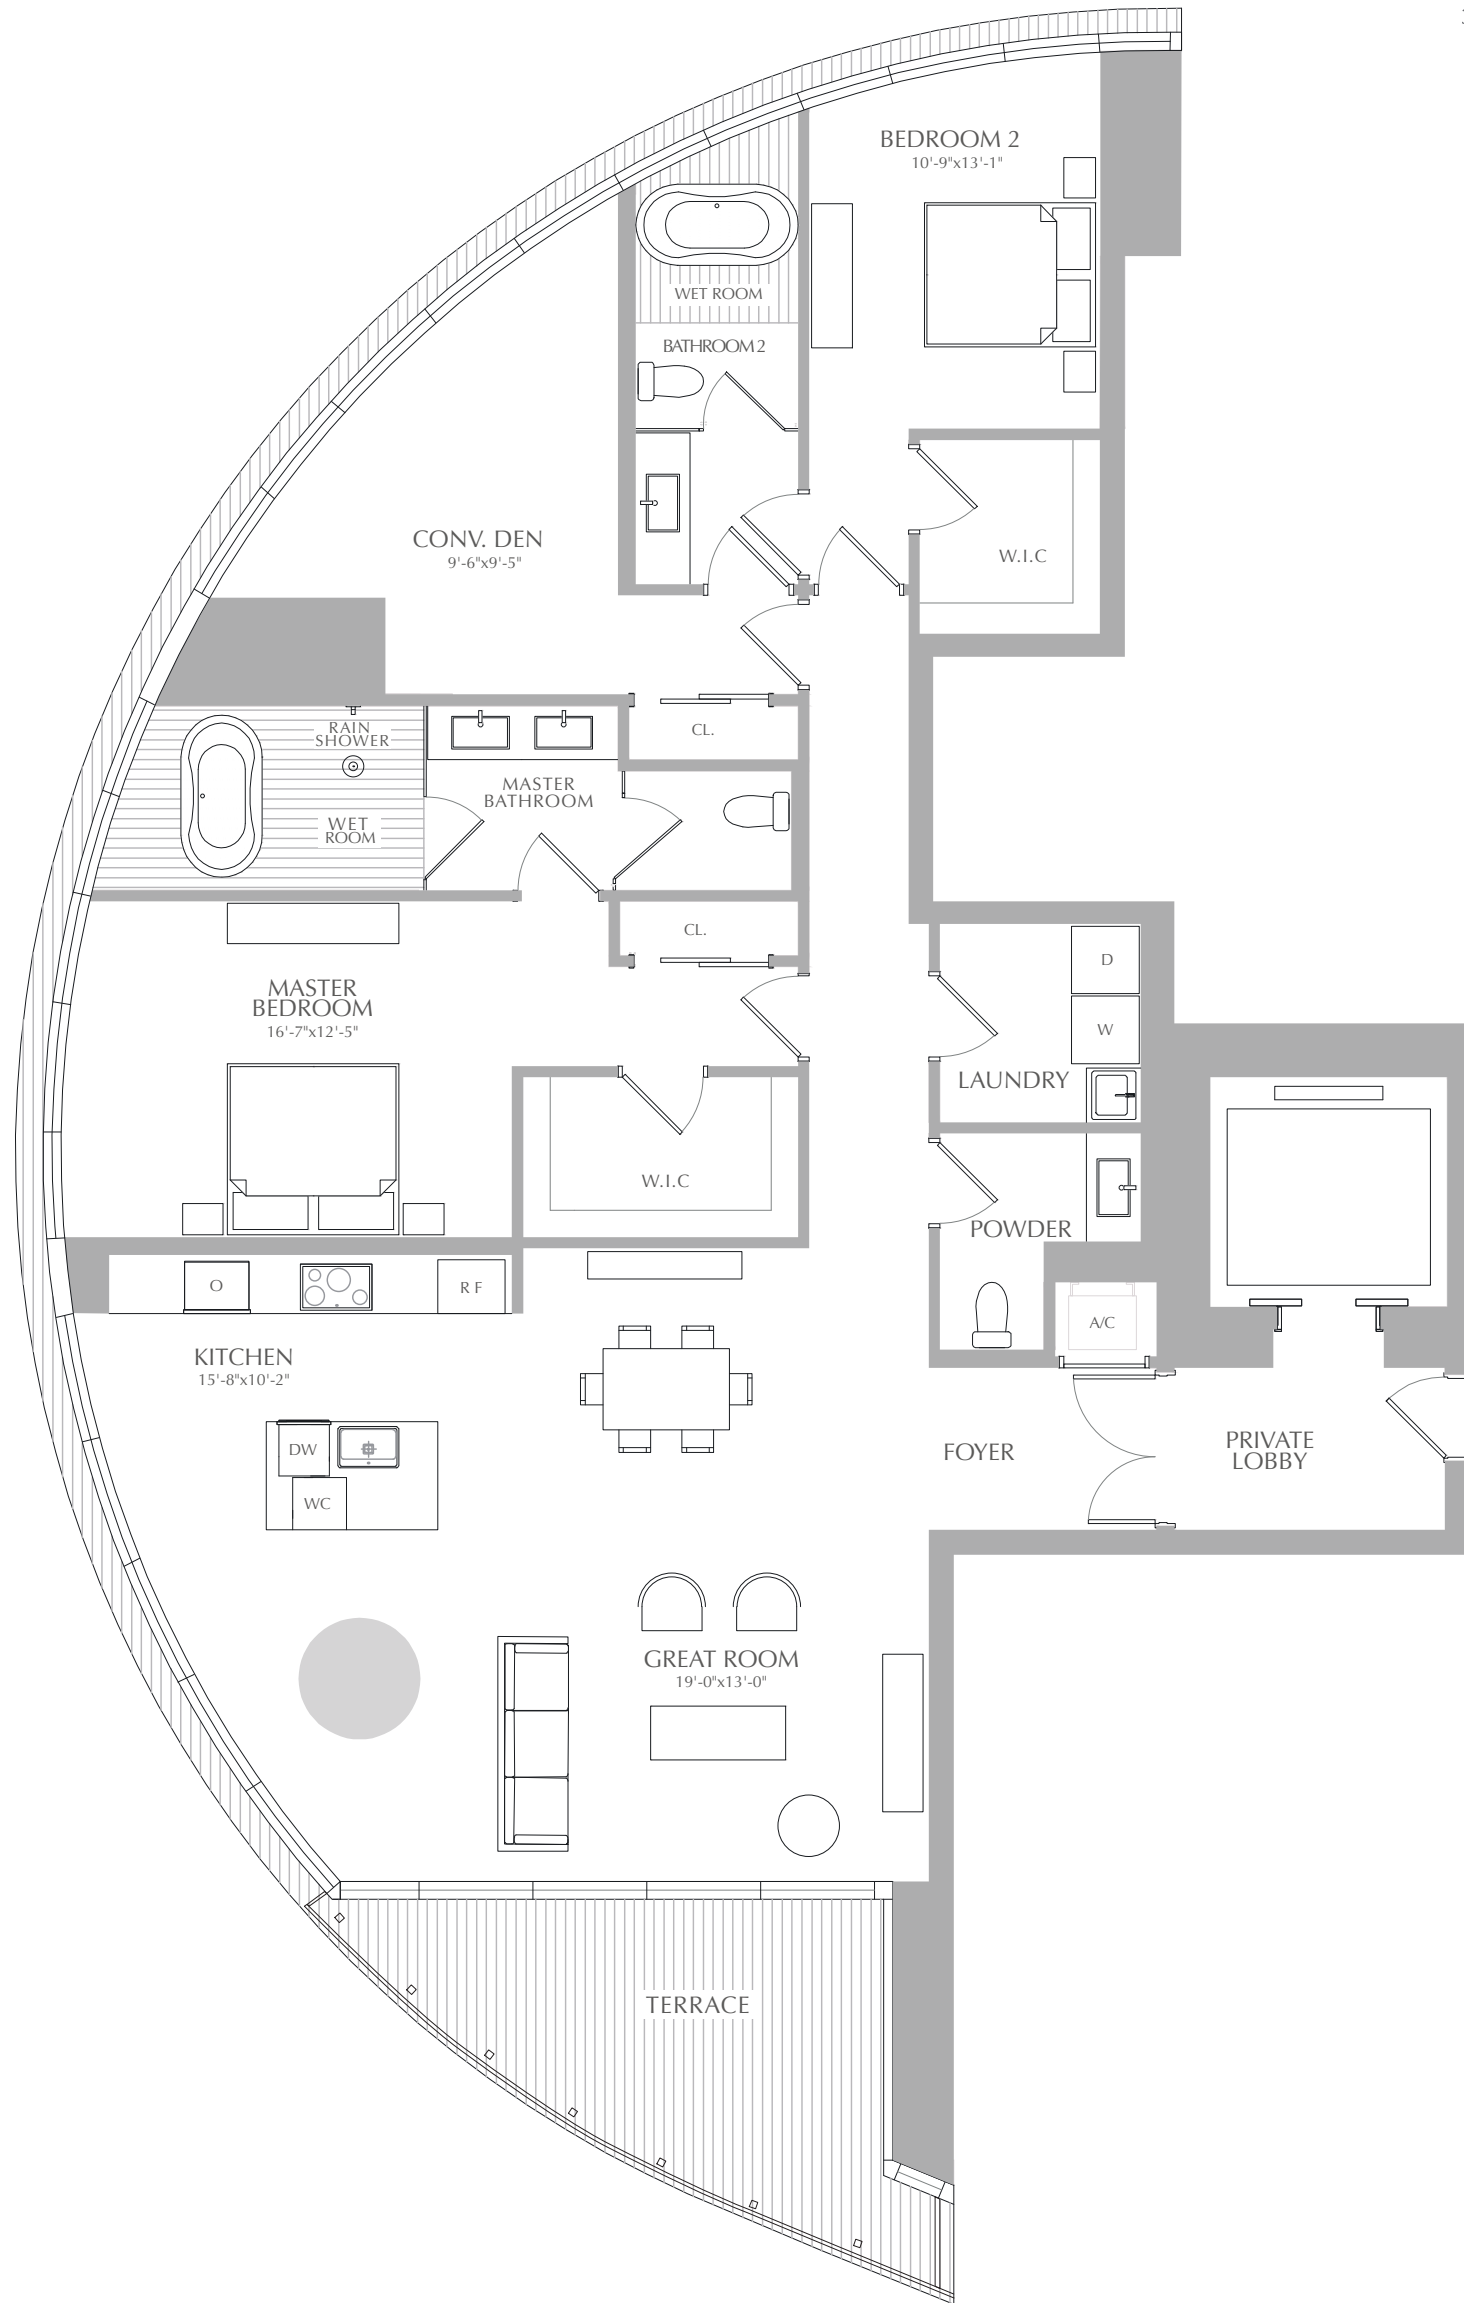 BEDROOM 2
10'-9"x13'-1"
WET ROOM
BATHROOM 2
CONV. DEN
9'-6"x9'-5"
W.I.C
RAIN
SHOWER
CL.
MASTER
BATHROOM
WET
ROOM
CL.
D
MASTER
BEDROOM
16'-7"x12'-5"
W
LAUNDRY
W.I.C
POWDER
O
R F
A/C
KITCHEN
15'-8"x10'-2"
DW
FOYER
PRIVATE
LOBBY
WC
GREAT ROOM
19'-0"x13'-0"
TERRACE